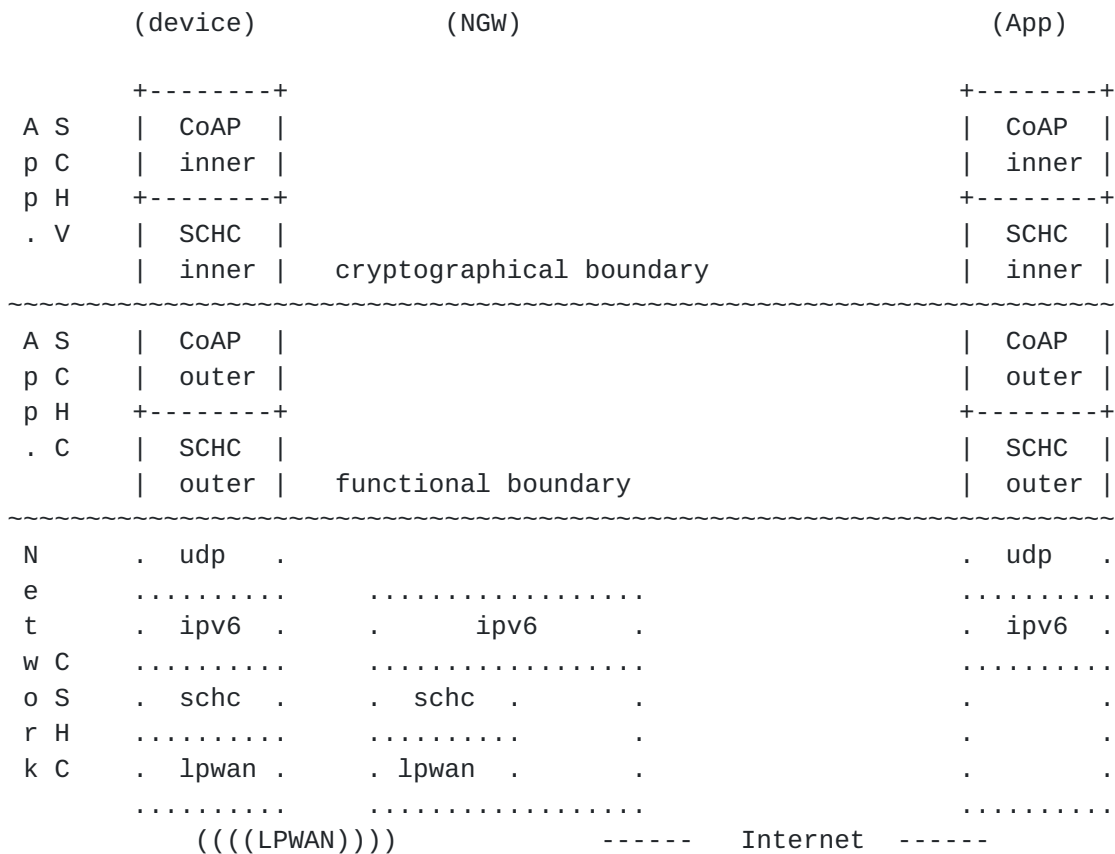 (device) (NGW) (App)
+--------+ +--------+
A S | CoAP | | CoAP |
p C | inner | | inner |
p H +--------+ +--------+
. V | SCHC | | SCHC |
| inner | cryptographical boundary | inner |
~~~~~~~~~~~~~~~~~~~~~~~~~~~~~~~~~~~~~~~~~~~~~~~~~~~~~~~~~~~~~~~~~~~~~~~~
A S | CoAP | | CoAP |
p C | outer | | outer |
p H +--------+ +--------+
. C | SCHC | | SCHC |
| outer | functional boundary | outer |
~~~~~~~~~~~~~~~~~~~~~~~~~~~~~~~~~~~~~~~~~~~~~~~~~~~~~~~~~~~~~~~~~~~~~~~~
N . udp . . udp .
e .......... .................. ..........
t . ipv6 . . ipv6 . . ipv6 .
w C .......... .................. ..........
o S . schc . . schc . . . .
r H .......... .......... . . .
k C . lpwan . . lpwan . . . .
.......... .................. ..........
((((LPWAN)))) ------ Internet ------